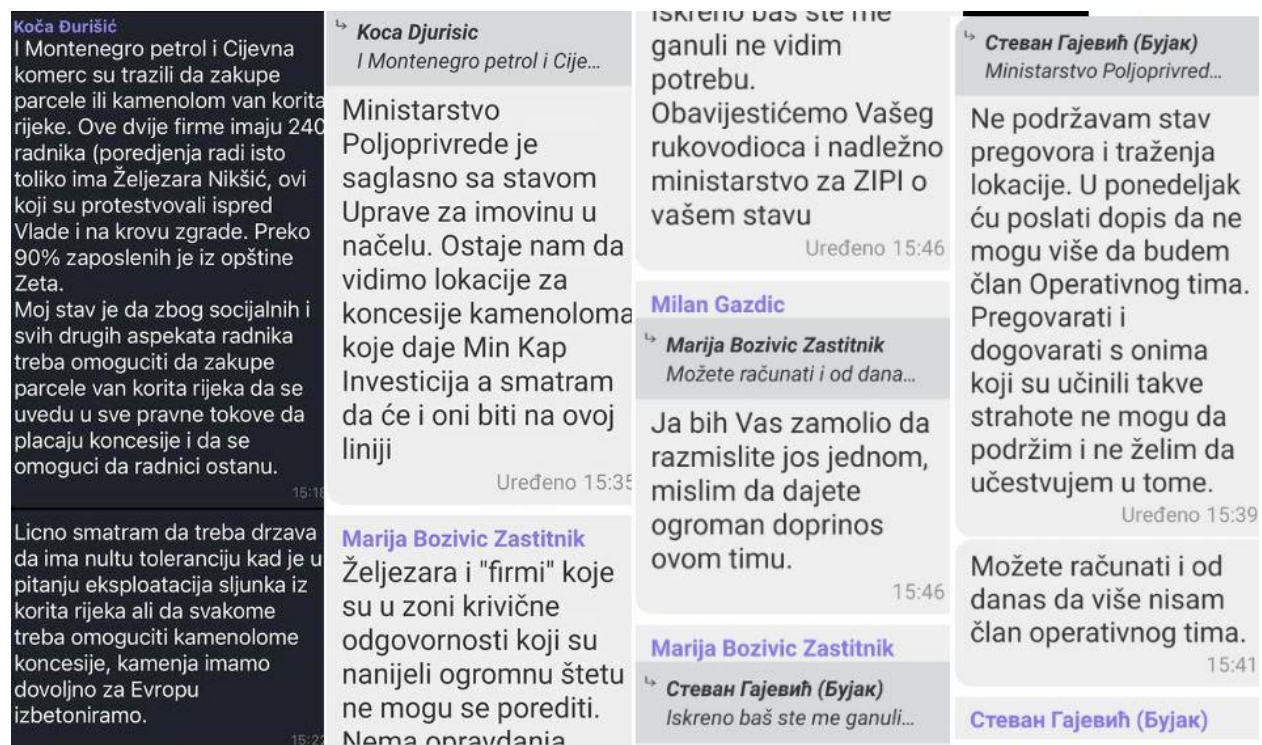 Koča Đurišić
I Montenegro petrol i Cijevna
komerc su trazili da zakupe
parcele ili kamenolom van korita
rijeke. Ove dvije firme imaju 240
radnika (poredjenja radi isto
toliko ima Željezara Nikšić, ovi
koji su protestvovali ispred
Vlade i na krovu zgrade. Preko
90% zaposlenih je iz opštine
Zeta.
Moj stav je da zbog socijalnih i
svih drugih aspekata radnika
treba omoguciti da zakupe
parcele van korita rijeka da se
uvedu u sve pravne tokove da
placaju koncesije i da se
omoguci da radnici ostanu.
15:18
Licno smatram da treba drzava
da ima nultu toleranciju kad je u
pitanju eksploatacija sljunka iz
korita rijeka ali da svakome
treba omoguciti kamenolome
koncesije, kamenja imamo
dovoljno za Evropu
izbetoniramo.
Koca Djurisic
I Montenegro petrol i Cije...
Ministarstvo
Poljoprivrede je
saglasno sa stavom
Uprave za imovinu u
načelu. Ostaje nam da
vidimo lokacije za
koncesije kamenoloma
koje daje Min Kap
Investicija a smatram
da će i oni biti na ovoj
liniji
Uređeno 15:35
Marija Bozivic Zastitnik
Željezara i "firmi" koje
su u zoni krivične
odgovornosti koji su
nanijeli ogromnu štetu
ne mogu se porediti.
Nema opravdanja
Iskreno baš ste me
ganuli ne vidim
potrebu.
Obavijestićemo Vašeg
rukovodioca i nadležno
ministarstvo za ZIPI o
vašem stavu
Uređeno 15:46
Milan Gazdic
Marija Bozivic Zastitnik
Možete računati i od dana...
Ja bih Vas zamolio da
razmislite jos jednom,
mislim da dajete
ogroman doprinos
ovom timu.
15:46
Marija Bozivic Zastitnik
Стеван Гајевић (Бујак)
Iskreno baš ste me ganuli...
Стеван Гајевић (Бујак)
Ministarstvo Poljoprivred...
Ne podržavam stav
pregovora i traženja
lokacije. U ponedeljak
ću poslati dopis da ne
mogu više da budem
član Operativnog tima.
Pregovarati i
dogovarati s onima
koji su učinili takve
strahote ne mogu da
podržim i ne želim da
učestvujem u tome.
Uređeno 15:39
Možete računati i od
danas da više nisam
član operativnog tima.
15:41
Стеван Гајевић (Бујак)